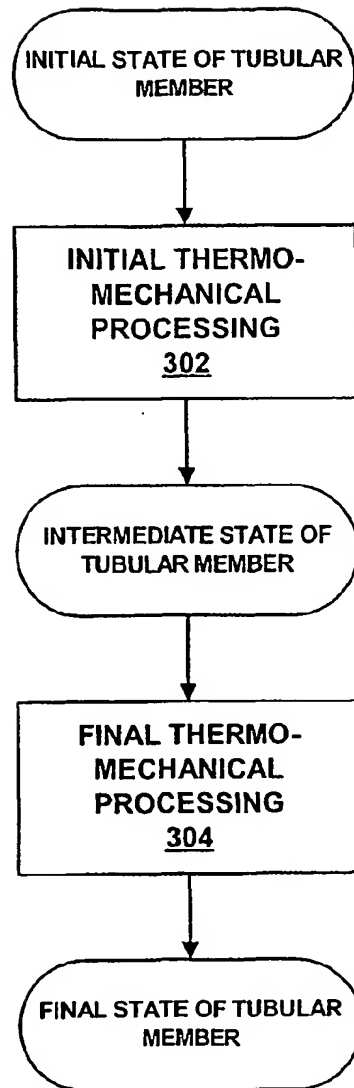 INITIAL STATE OF TUBULAR
MEMBER
INITIAL THERMO-
MECHANICAL
PROCESSING
302
INTERMEDIATE STATE OF
TUBULAR MEMBER
FINAL THERMO-
MECHANICAL
PROCESSING
304
FINAL STATE OF TUBULAR
MEMBER